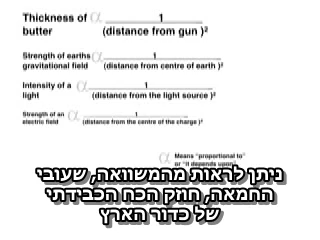 Thickness of α 1
butter (distance from gun )²
Strength of earths α 1
gravitational field (distance from centre of earth )²
Intensity of a α 1
light (distance from the light source )²
Strength of an α 1
electric field (distance from the centre of the charge )²
α Means "proportional to"
or "it depends upon"
ניתן לראות מהמשוואה, שעובי
החמאה, חוזק הכח הכבידתי
של כדור הארץ